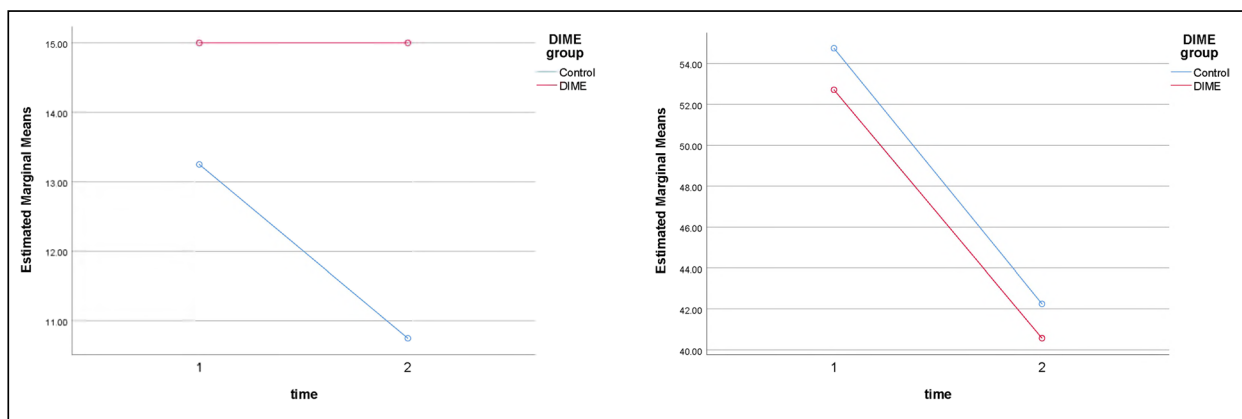 15.00
14.00
13.00
12.00
11.00
Estimated Marginal Means
1
2
time
DIME
group
Control
DIME
54.00
52.00
50.00
48.00
46.00
44.00
42.00
40.00
Estimated Marginal Means
1
2
time
DIME
group
Control
DIME